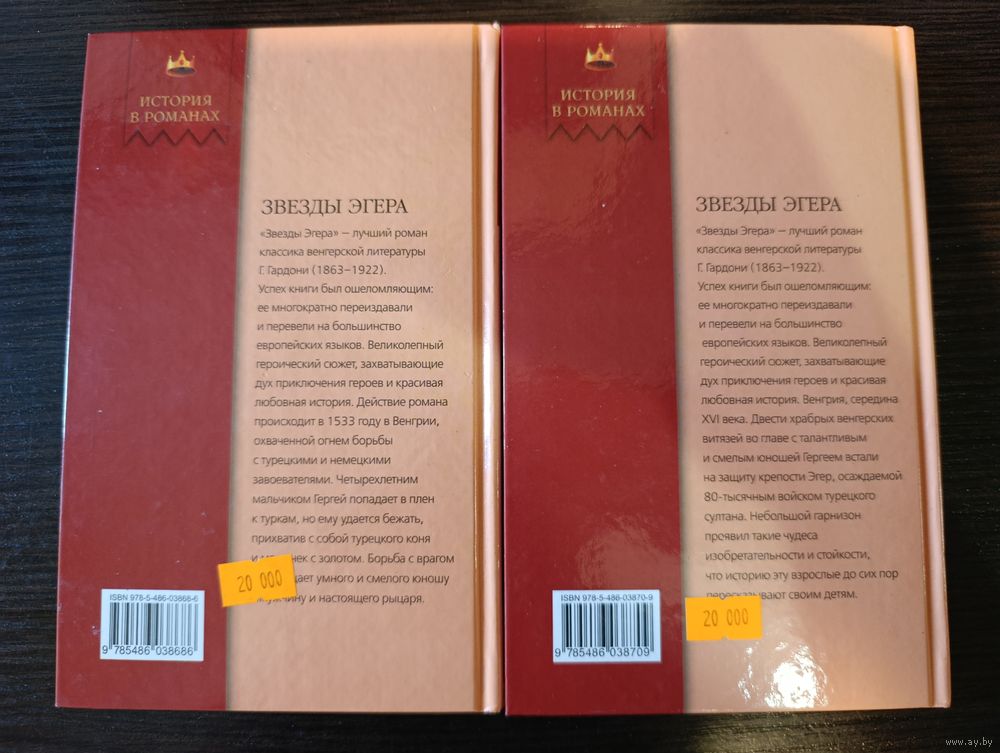 ИСТОРИЯ
В РОМАНАХ
ЗВЕЗДЫ ЭГЕРА
«Звезды Эгера» — лучший роман
классика венгерской литературы
Г. Гардони (1863–1922).
Успех книги был ошеломляющим:
ее многократно переиздавали
и перевели на большинство
европейских языков. Великолепный
героический сюжет, захватывающие
дух приключения героев и красивая
любовная история. Действие романа
происходит в 1533 году в Венгрии,
охваченной огнем борьбы
с турецкими и немецкими
завоевателями. Четырехлетним
мальчиком Гергей попадает в плен
к туркам, но ему удается бежать,
прихватив с собой турецкого коня
и с золотом. Борьба с врагом
умного и смелого юношу
и настоящего рыцаря.
20 000
ISBN 978-5-486-03868-6
9 785486 038686
ИСТОРИЯ
В РОМАНАХ
ЗВЕЗДЫ ЭГЕРА
«Звезды Эгера» — лучший роман
классика венгерской литературы
Г. Гардони (1863–1922).
Успех книги был ошеломляющим:
ее многократно переиздавали
и перевели на большинство
европейских языков. Великолепный
героический сюжет, захватывающие
дух приключения героев и красивая
любовная история. Венгрия, середина
XVI века. Двести храбрых венгерских
витязей во главе с талантливым
и смелым юношей Гергеем встали
на защиту крепости Эгер, осаждаемой
80-тысячным войском турецкого
султана. Небольшой гарнизон
проявил такие чудеса
изобретательности и стойкости,
что историю эту взрослые до сих пор
пересказывают своим детям.
20 000
ISBN 978-5-486-03870-9
9 785486 038709
www.ay.by